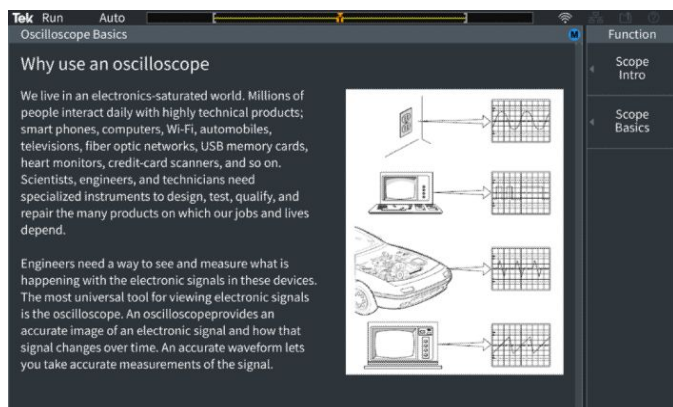 Tek Run Auto
Oscilloscope Basics
M
Function
Why use an oscilloscope
We live in an electronics-saturated world. Millions of
people interact daily with highly technical products;
smart phones, computers, Wi-Fi, automobiles,
televisions, fiber optic networks, USB memory cards,
heart monitors, credit-card scanners, and so on.
Scientists, engineers, and technicians need
specialized instruments to design, test, qualify, and
repair the many products on which our jobs and lives
depend.
Engineers need a way to see and measure what is
happening with the electronic signals in these devices.
The most universal tool for viewing electronic signals
is the oscilloscope. An oscilloscopeprovides an
accurate image of an electronic signal and how that
signal changes over time. An accurate waveform lets
you take accurate measurements of the signal.
Scope
Intro
Scope
Basics